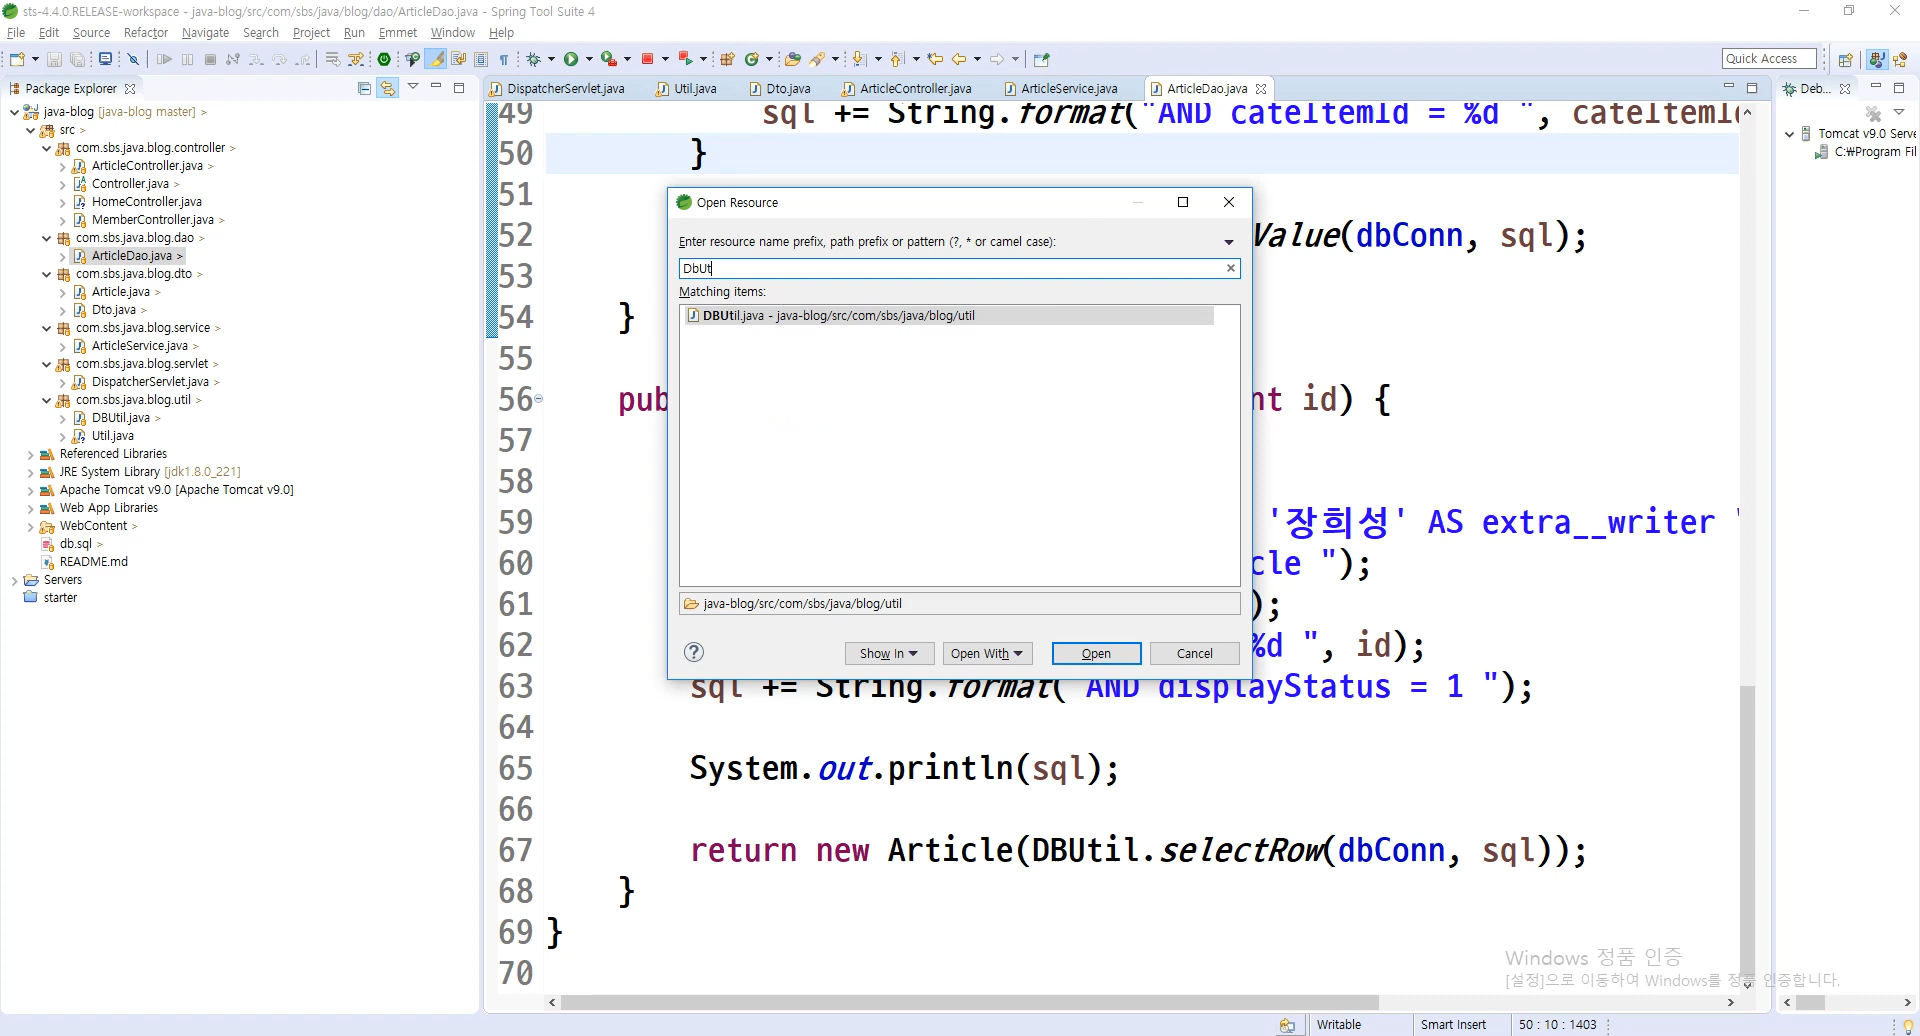 sts-4.4.0.RELEASE-workspace - java-blog/src/com/sbs/java/blog/dao/ArticleDao.java - Spring Tool Suite 4
File Edit Source Refactor Navigate Search Project Run Emmet Window Help
Quick Access
Package Explorer
DispatcherServlet.java Util.java Dto.java ArticleController.java ArticleService.java ArticleDao.java
Deb...
java-blog [java-blog master] >
src >
com.sbs.java.blog.controller >
ArticleController.java >
Controller.java >
HomeController.java
MemberController.java >
com.sbs.java.blog.dao >
ArticleDao.java >
com.sbs.java.blog.dto >
Article.java >
Dto.java >
com.sbs.java.blog.service >
ArticleService.java >
com.sbs.java.blog.servlet >
DispatcherServlet.java >
com.sbs.java.blog.util >
DBUtil.java >
Util.java
Referenced Libraries
JRE System Library [jdk1.8.0_221]
Apache Tomcat v9.0 [Apache Tomcat v9.0]
Web App Libraries
WebContent >
db.sql >
README.md
Servers
starter
49 sql += String.format("AND cateItemId = %d ", cateItemId
50 }
51
52 Value(dbConn, sql);
53
54 }
55
56 pub nt id) {
57
58
59 '장희성' AS extra__writer "
60 cle ");
61 );
62 %d ", id);
63 sql += String.format("AND displayStatus = 1 ");
64
65 System.out.println(sql);
66
67 return new Article(DBUtil.selectRow(dbConn, sql));
68 }
69 }
70
Open Resource
Enter resource name prefix, path prefix or pattern (?, * or camel case):
DbUt
Matching items:
DBUtil.java - java-blog/src/com/sbs/java/blog/util
java-blog/src/com/sbs/java/blog/util
Show In Open With Open Cancel
Tomcat v9.0 Serve
C:₩Program Fil
Windows 정품 인증
[설정]으로 이동하여 Windows를 정품 인증합니다.
Writable Smart Insert 50 : 10 : 1403